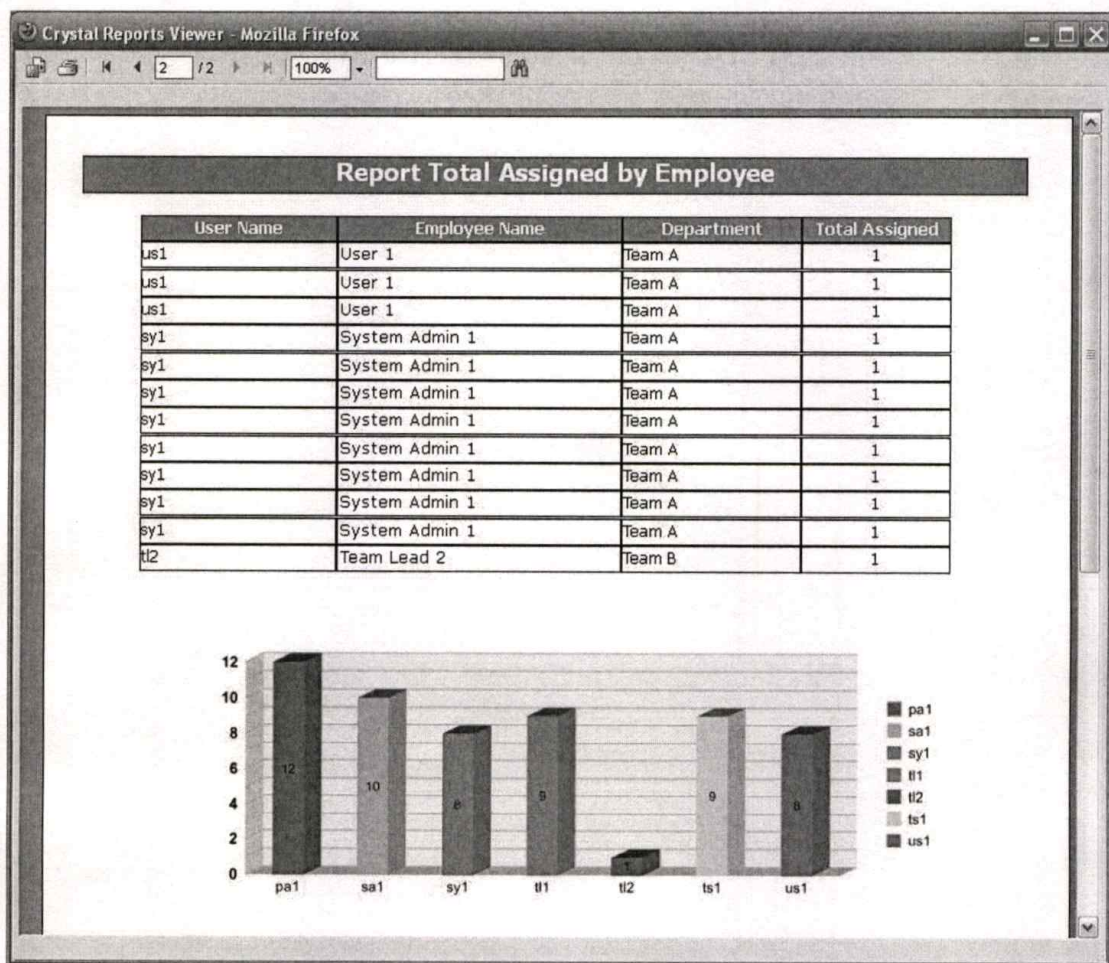 Crystal Reports Viewer - Mozilla Firefox
2 / 2 100%
Report Total Assigned by Employee
User Name Employee Name Department Total Assigned
us1 User 1 Team A 1
us1 User 1 Team A 1
us1 User 1 Team A 1
sy1 System Admin 1 Team A 1
sy1 System Admin 1 Team A 1
sy1 System Admin 1 Team A 1
sy1 System Admin 1 Team A 1
sy1 System Admin 1 Team A 1
sy1 System Admin 1 Team A 1
sy1 System Admin 1 Team A 1
sy1 System Admin 1 Team A 1
tl2 Team Lead 2 Team B 1
12
10
8
6
4
2
0
12 10 8 9 1 9 8
pa1 sa1 sy1 tl1 tl2 ts1 us1
pa1
sa1
sy1
tl1
tl2
ts1
us1